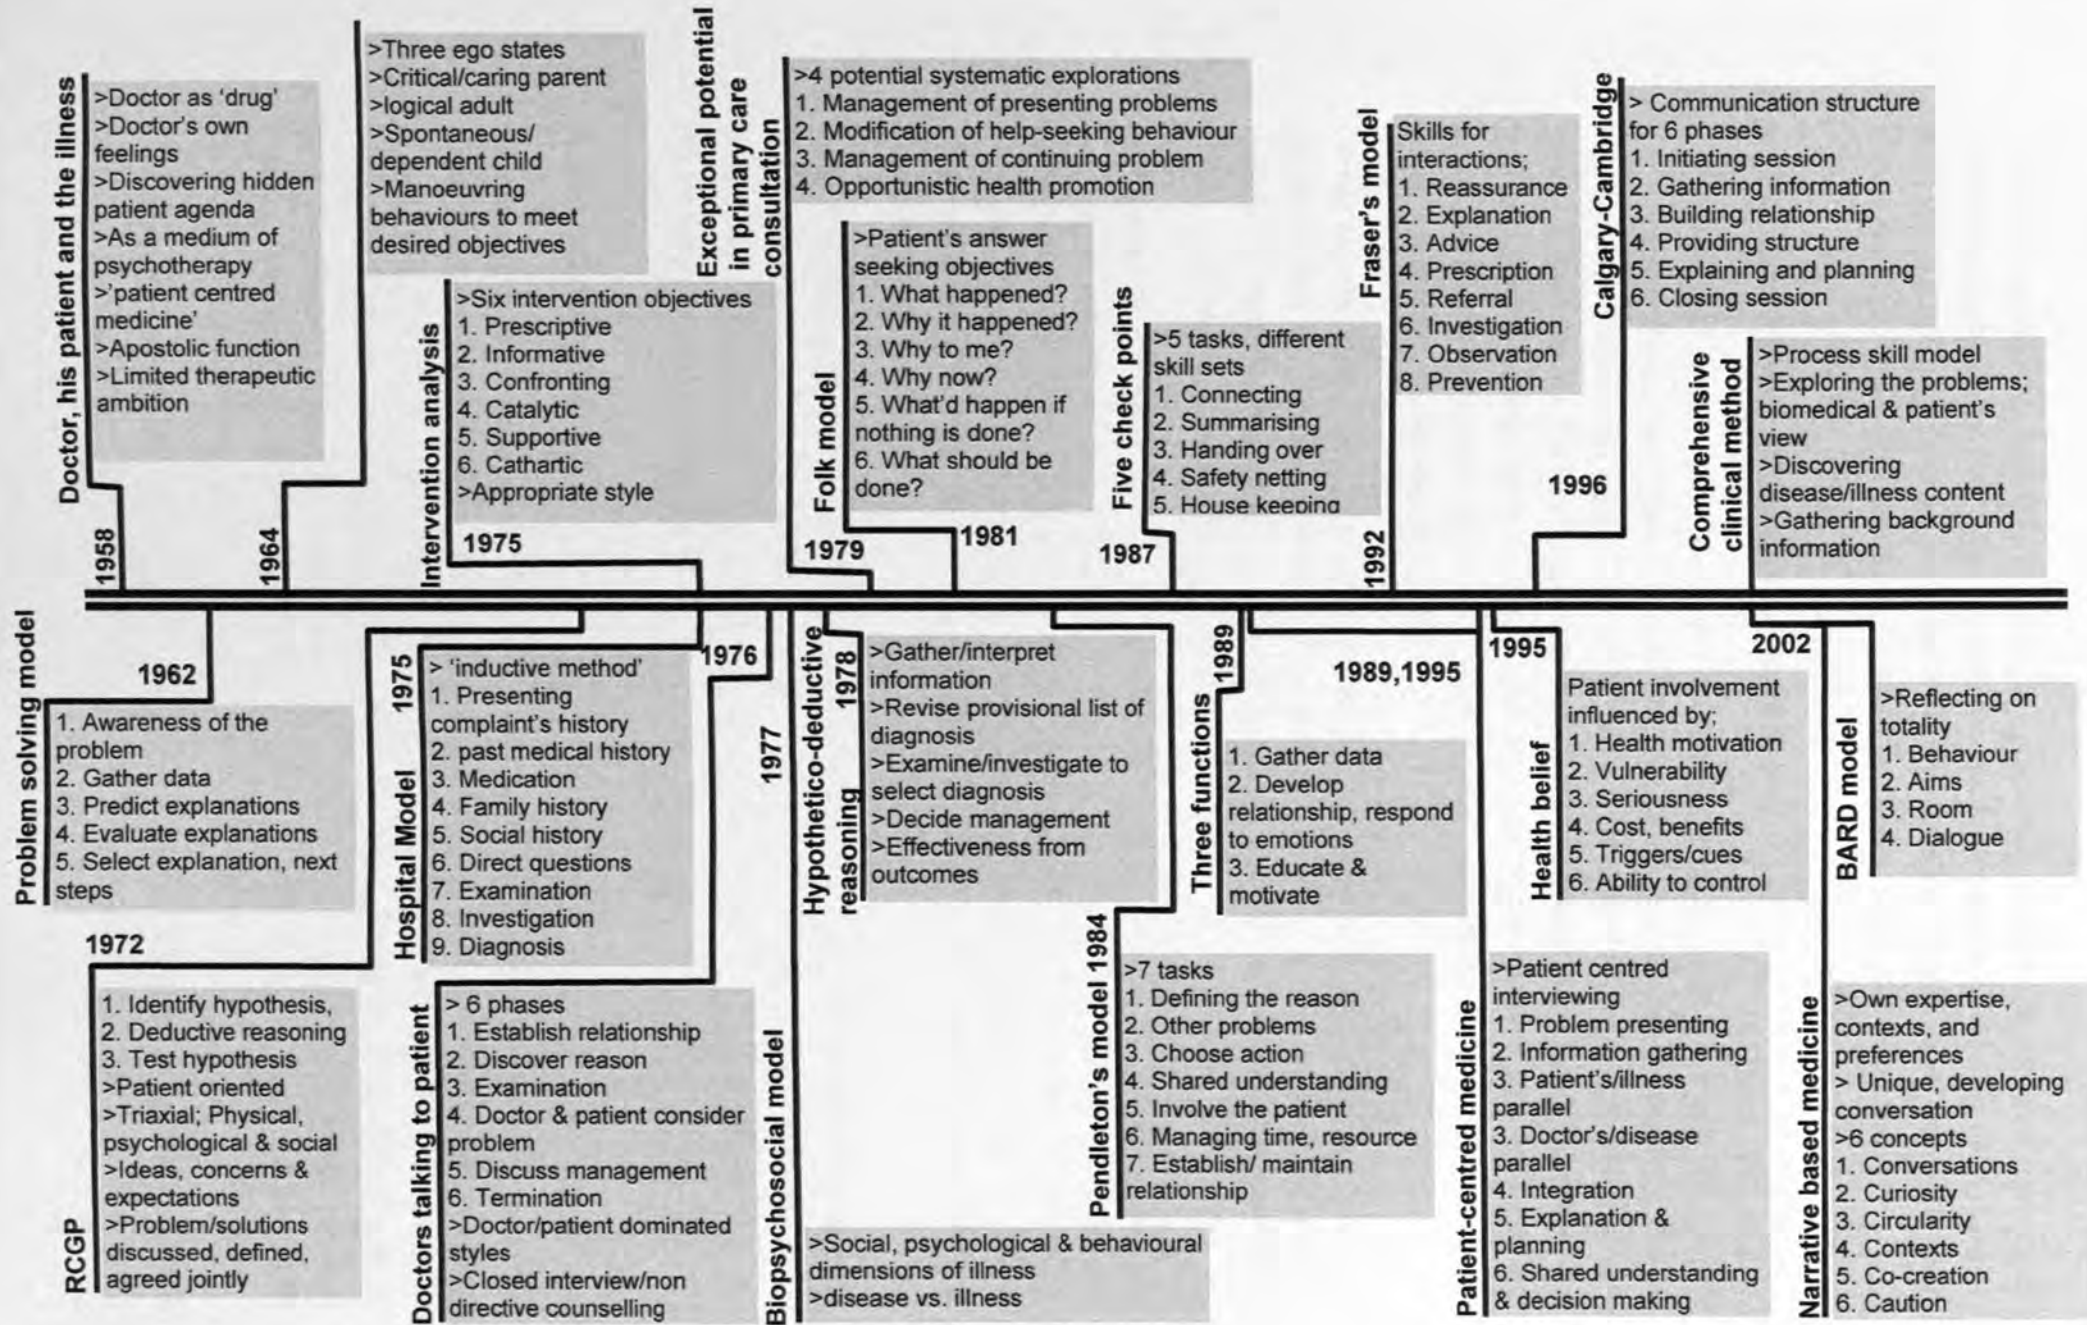 Doctor, his patient and the illness
>Doctor as 'drug'
>Doctor's own
feelings
>Discovering hidden
patient agenda
>As a medium of
psychotherapy
>'patient centred
medicine'
>Apostolic function
>Limited therapeutic
ambition
1958
>Three ego states
>Critical/caring parent
>logical adult
>Spontaneous/
dependent child
>Manoeuvring
behaviours to meet
desired objectives
1964
Intervention analysis
>Six intervention objectives
1. Prescriptive
2. Informative
3. Confronting
4. Catalytic
5. Supportive
6. Cathartic
>Appropriate style
1975
Exceptional potential
in primary care
consultation
>4 potential systematic explorations
1. Management of presenting problems
2. Modification of help-seeking behaviour
3. Management of continuing problem
4. Opportunistic health promotion
1979
Folk model
>Patient's answer
seeking objectives
1. What happened?
2. Why it happened?
3. Why to me?
4. Why now?
5. What'd happen if
nothing is done?
6. What should be
done?
1981
Five check points
>5 tasks, different
skill sets
1. Connecting
2. Summarising
3. Handing over
4. Safety netting
5. House keeping
1987
Fraser's model
Skills for
interactions;
1. Reassurance
2. Explanation
3. Advice
4. Prescription
5. Referral
6. Investigation
7. Observation
8. Prevention
1992
Calgary-Cambridge
> Communication structure
for 6 phases
1. Initiating session
2. Gathering information
3. Building relationship
4. Providing structure
5. Explaining and planning
6. Closing session
1996
Comprehensive
clinical method
>Process skill model
>Exploring the problems;
biomedical & patient's
view
>Discovering
disease/illness content
>Gathering background
information
Problem solving model
1962
1. Awareness of the
problem
2. Gather data
3. Predict explanations
4. Evaluate explanations
5. Select explanation, next
steps
1972
RCGP
1. Identify hypothesis,
2. Deductive reasoning
3. Test hypothesis
>Patient oriented
>Triaxial; Physical,
psychological & social
>Ideas, concerns &
expectations
>Problem/solutions
discussed, defined,
agreed jointly
Hospital Model
1975
> 'inductive method'
1. Presenting
complaint's history
2. past medical history
3. Medication
4. Family history
5. Social history
6. Direct questions
7. Examination
8. Investigation
9. Diagnosis
1976
Doctors talking to patient
> 6 phases
1. Establish relationship
2. Discover reason
3. Examination
4. Doctor & patient consider
problem
5. Discuss management
6. Termination
>Doctor/patient dominated
styles
>Closed interview/non
directive counselling
1977
Biopsychosocial model
>Social, psychological & behavioural
dimensions of illness
>disease vs. illness
Hypothetico-deductive
reasoning
1978
>Gather/interpret
information
>Revise provisional list of
diagnosis
>Examine/investigate to
select diagnosis
>Decide management
>Effectiveness from
outcomes
Pendleton's model 1984
>7 tasks
1. Defining the reason
2. Other problems
3. Choose action
4. Shared understanding
5. Involve the patient
6. Managing time, resource
7. Establish/ maintain
relationship
Three functions
1989
1. Gather data
2. Develop
relationship, respond
to emotions
3. Educate &
motivate
1989,1995
Patient-centred medicine
>Patient centred
interviewing
1. Problem presenting
2. Information gathering
3. Patient's/illness
parallel
3. Doctor's/disease
parallel
4. Integration
5. Explanation &
planning
6. Shared understanding
& decision making
1995
Health belief
Patient involvement
influenced by;
1. Health motivation
2. Vulnerability
3. Seriousness
4. Cost, benefits
5. Triggers/cues
6. Ability to control
2002
BARD model
>Reflecting on
totality
1. Behaviour
2. Aims
3. Room
4. Dialogue
Narrative based medicine
>Own expertise,
contexts, and
preferences
> Unique, developing
conversation
>6 concepts
1. Conversations
2. Curiosity
3. Circularity
4. Contexts
5. Co-creation
6. Caution